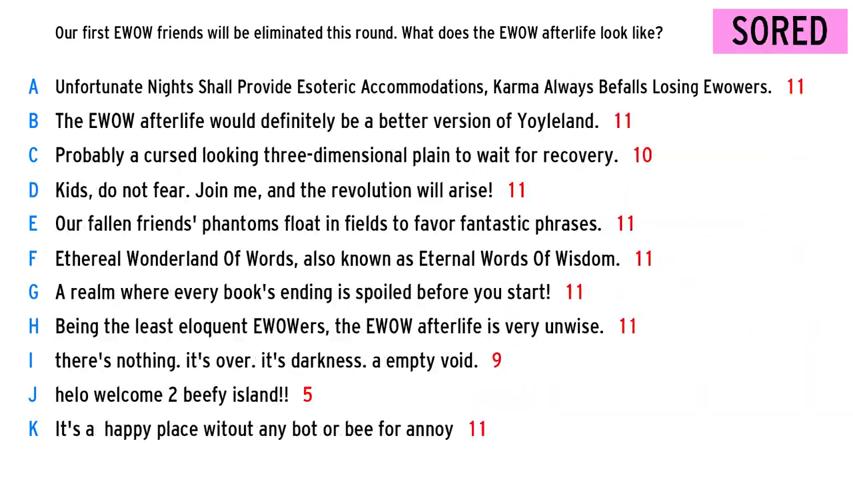 Our first EWOW friends will be eliminated this round. What does the EWOW afterlife look like?
SORED
A Unfortunate Nights Shall Provide Esoteric Accommodations, Karma Always Befalls Losing Ewowers. 11
B The EWOW afterlife would definitely be a better version of Yoyleland. 11
C Probably a cursed looking three-dimensional plain to wait for recovery. 10
D Kids, do not fear. Join me, and the revolution will arise! 11
E Our fallen friends' phantoms float in fields to favor fantastic phrases. 11
F Ethereal Wonderland Of Words, also known as Eternal Words Of Wisdom. 11
G A realm where every book's ending is spoiled before you start! 11
H Being the least eloquent EWOWers, the EWOW afterlife is very unwise. 11
I there's nothing. it's over. it's darkness. a empty void. 9
J helo welcome 2 beefy island!! 5
K It's a  happy place witout any bot or bee for annoy 11